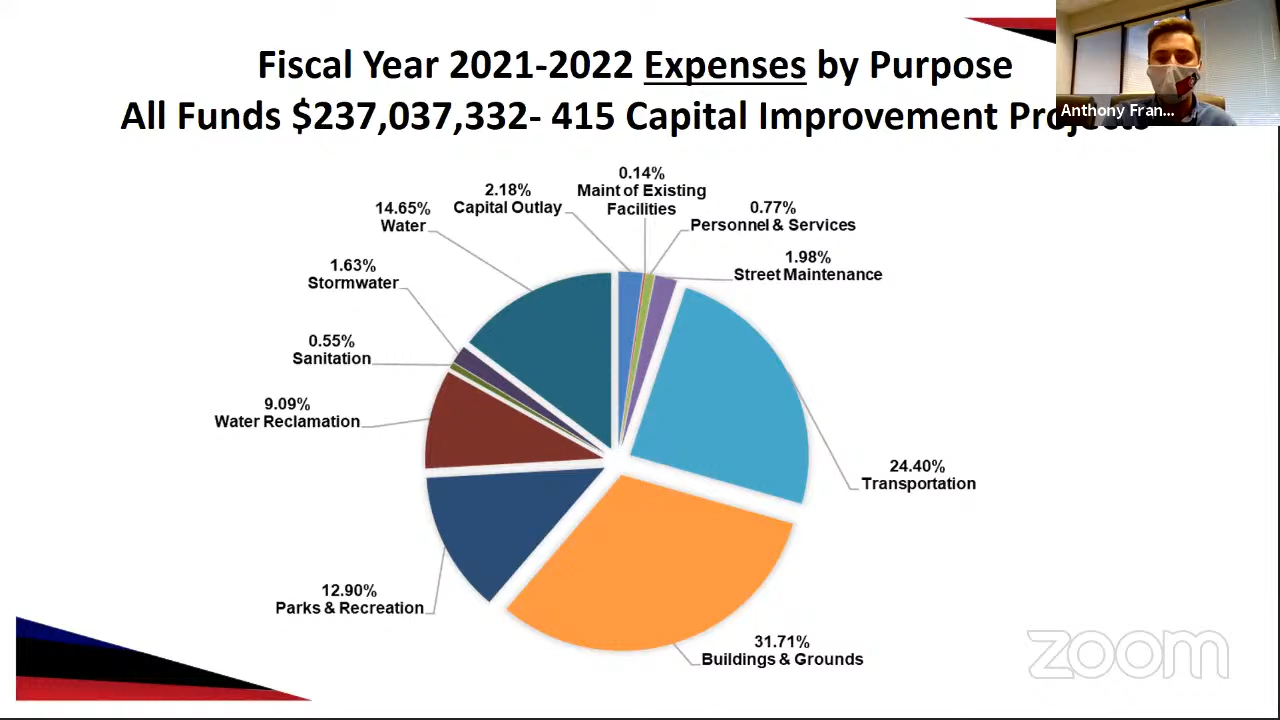 Fiscal Year 2021-2022 Expenses by Purpose
All Funds $237,037,332- 415 Capital Improvement Projects
Anthony Fran...
0.14%
Maint of Existing
Facilities
2.18%
Capital Outlay
0.77%
Personnel & Services
14.65%
Water
1.98%
Street Maintenance
1.63%
Stormwater
0.55%
Sanitation
9.09%
Water Reclamation
24.40%
Transportation
12.90%
Parks & Recreation
31.71%
Buildings & Grounds
zoom